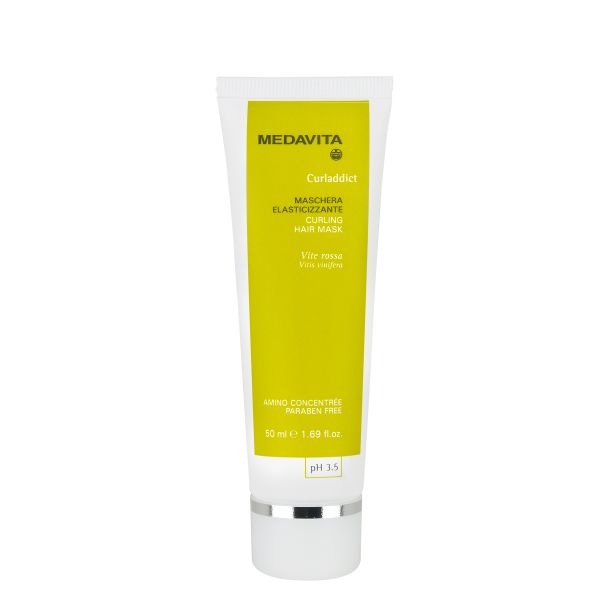 MEDAVITA
Curladdict
MASCHERA
ELASTICIZZANTE
CURLING
HAIR MASK
Vite rossa
Vitis vinifera
AMINO CONCENTRÉE
PARABEN FREE
50 ml ℮ 1.69 fl.oz.
pH 3.5